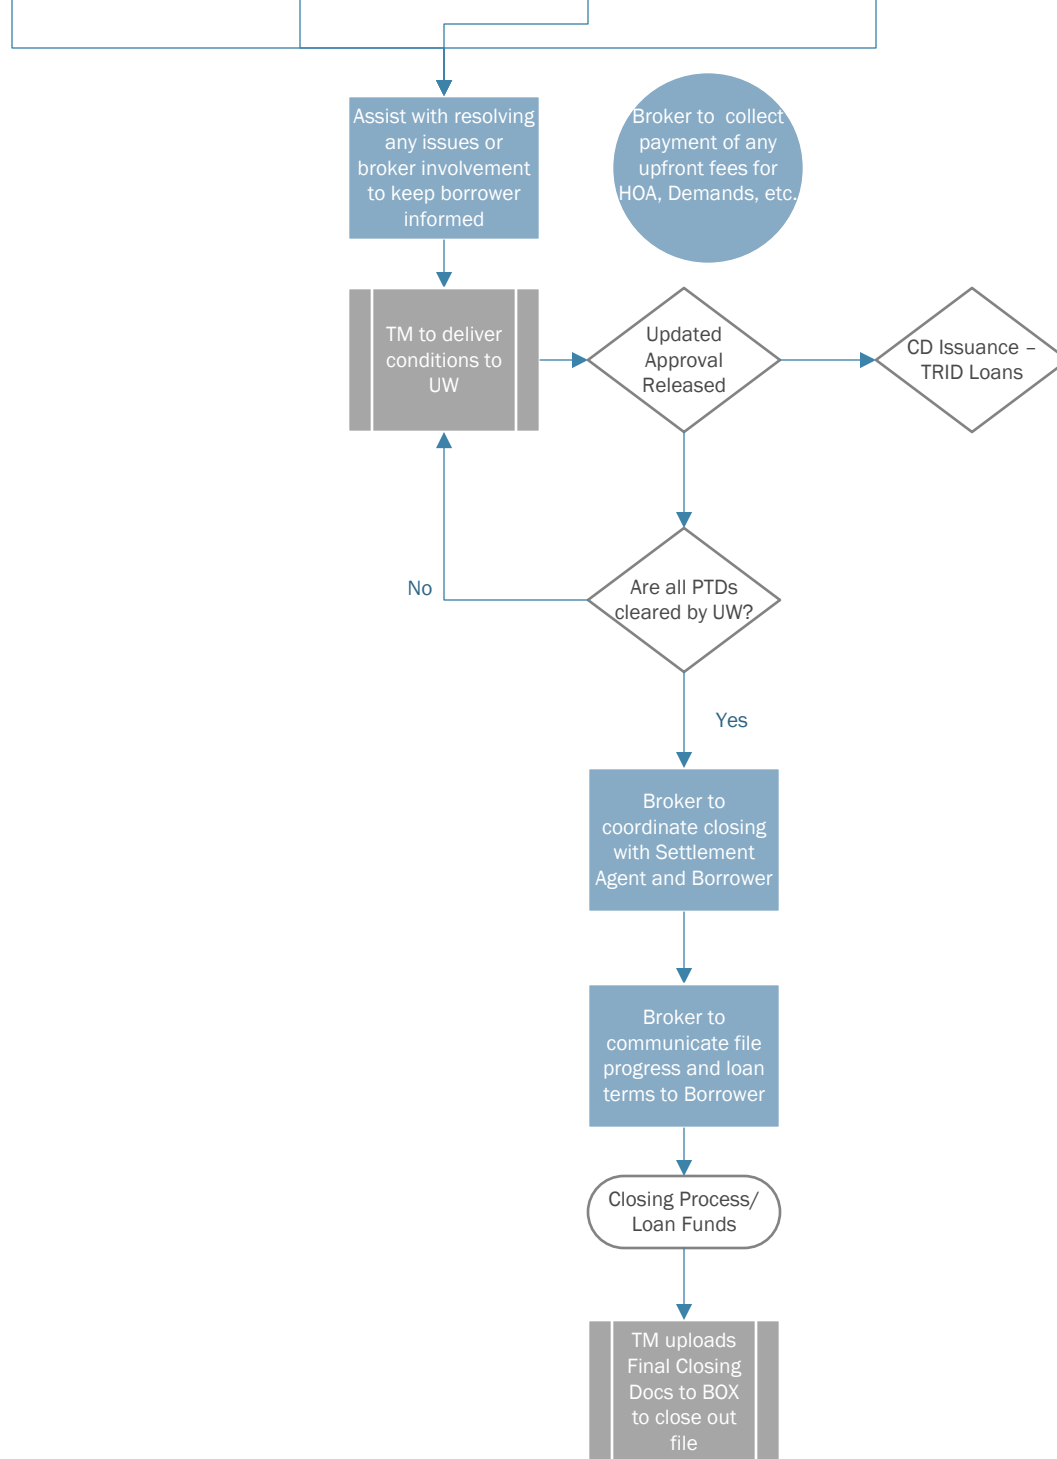 Assist with resolving
any issues or
broker involvement
to keep borrower
informed
Broker to  collect
payment of any
upfront fees for
HOA, Demands, etc.
TM to deliver
conditions to
UW
Updated
Approval
Released
CD Issuance –
TRID Loans
Are all PTDs
cleared by UW?
No
Yes
Broker to
coordinate closing
with Settlement
Agent and Borrower
Broker to
communicate file
progress and loan
terms to Borrower
Closing Process/
Loan Funds
TM uploads
Final Closing
Docs to BOX
to close out
file